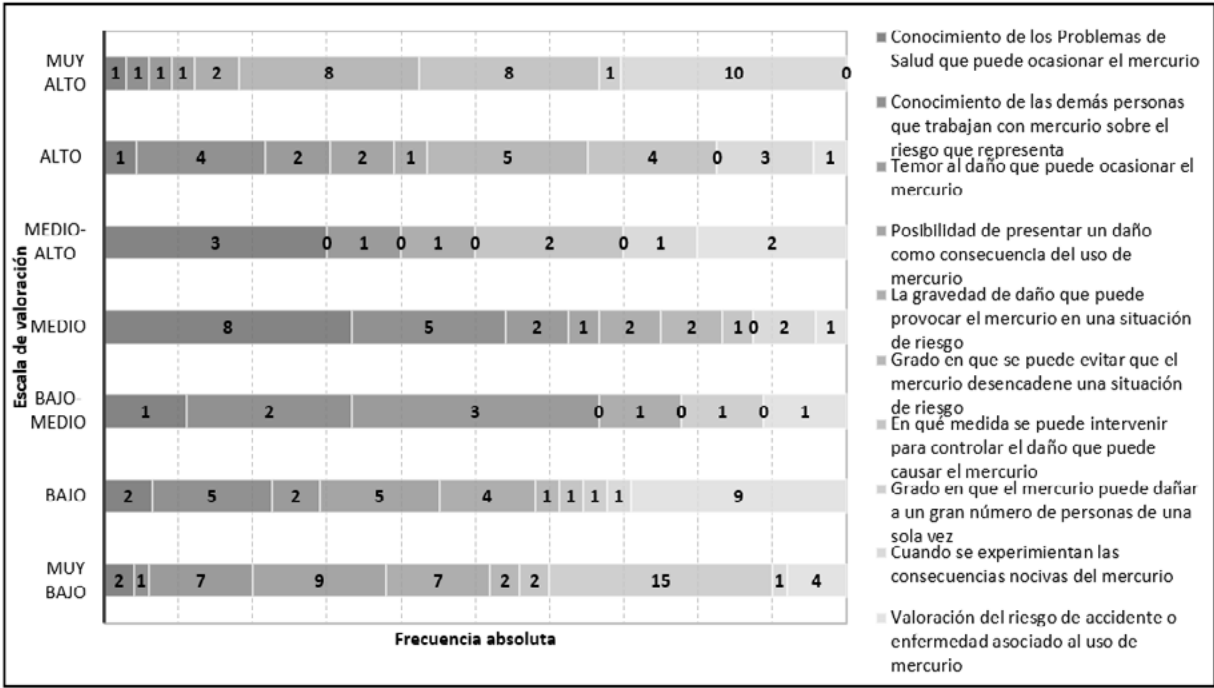 MUY
ALTO
1 1 1 1 2 8 8 1 10 0
ALTO
1 4 2 2 1 5 4 0 3 1
MEDIO-
ALTO
3 0 1 0 1 0 2 0 1 2
MEDIO
8 5 2 1 2 2 1 0 2 1
BAJO-
MEDIO
1 2 3 0 1 0 1 0 1
BAJO
2 5 2 5 4 1 1 1 1 9
MUY
BAJO
2 1 7 9 7 2 2 15 1 4
Escala de valoración
Frecuencia absoluta
Conocimiento de los Problemas de
Salud que puede ocasionar el mercurio
Conocimiento de las demás personas
que trabajan con mercurio sobre el
riesgo que representa
Temor al daño que puede ocasionar el
mercurio
Posibilidad de presentar un daño
como consecuencia del uso de
mercurio
La gravedad de daño que puede
provocar el mercurio en una situación
de riesgo
Grado en que se puede evitar que el
mercurio desencadene una situación
de riesgo
En qué medida se puede intervenir
para controlar el daño que puede
causar el mercurio
Grado en que el mercurio puede dañar
a un gran número de personas de una
sola vez
Cuando se experimientan las
consecuencias nocivas del mercurio
Valoración del riesgo de accidente o
enfermedad asociado al uso de
mercurio